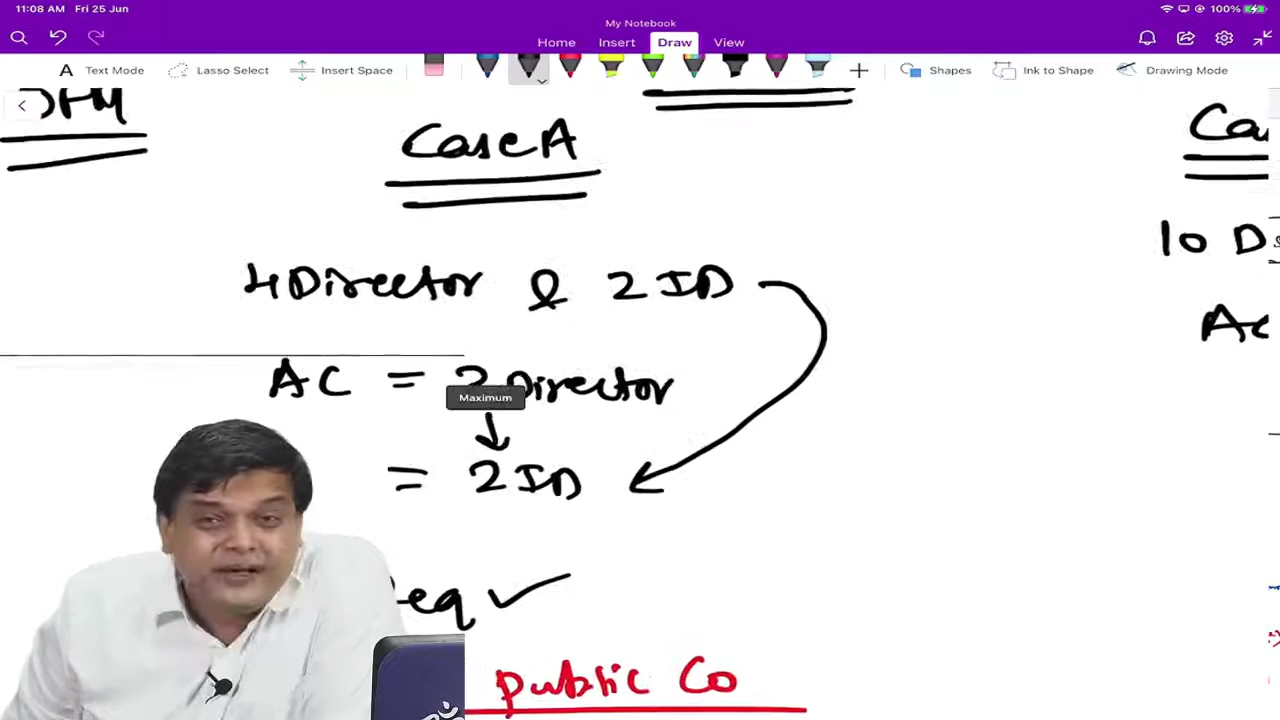 11:08 AM Fri 25 Jun
100%
My Notebook
Home Insert Draw View
A Text Mode Lasso Select Insert Space + Shapes Ink to Shape Drawing Mode
Case A
4 Director & 2 ID
10 D
AC = 2 Director
Maximum
= 2 ID
eq ✓
public Co